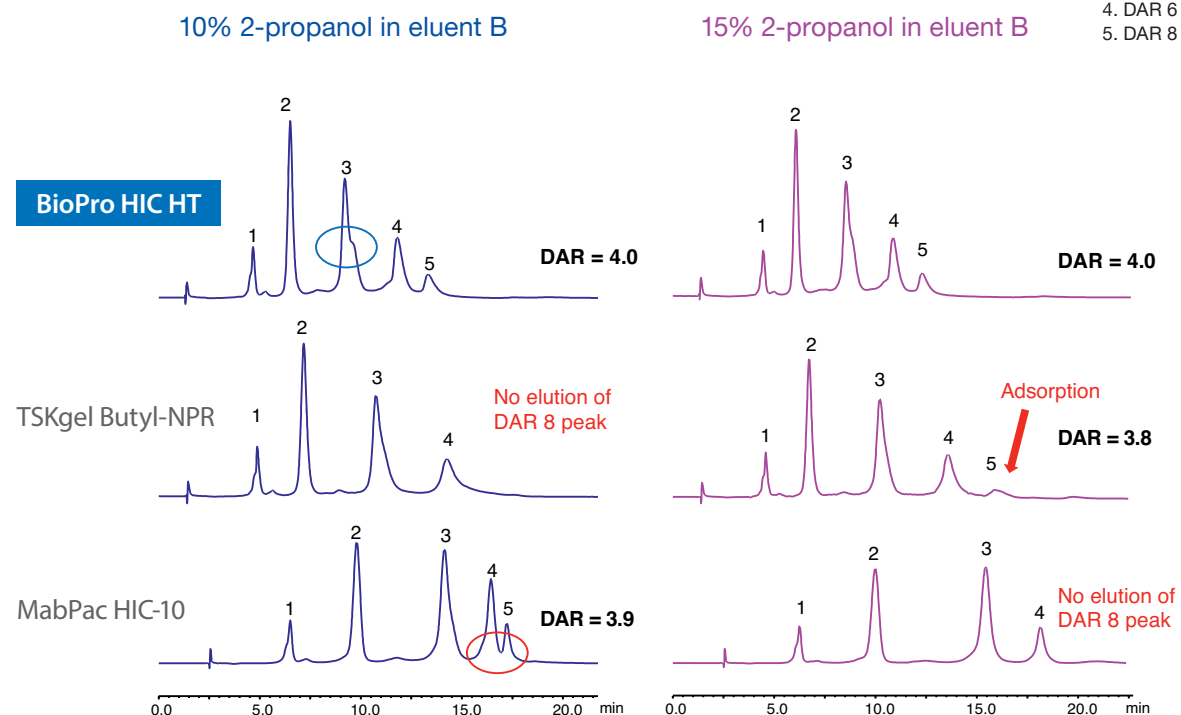 10% 2-propanol in eluent B
15% 2-propanol in eluent B
4. DAR 6
5. DAR 8
BioPro HIC HT
1
2
3
4
5
DAR = 4.0
1
2
3
4
5
DAR = 4.0
TSKgel Butyl-NPR
1
2
3
4
No elution of
DAR 8 peak
1
2
3
4
5
Adsorption
DAR = 3.8
MabPac HIC-10
1
2
3
4
5
DAR = 3.9
1
2
3
4
No elution of
DAR 8 peak
0.0 5.0 10.0 15.0 20.0 min
0.0 5.0 10.0 15.0 20.0 min